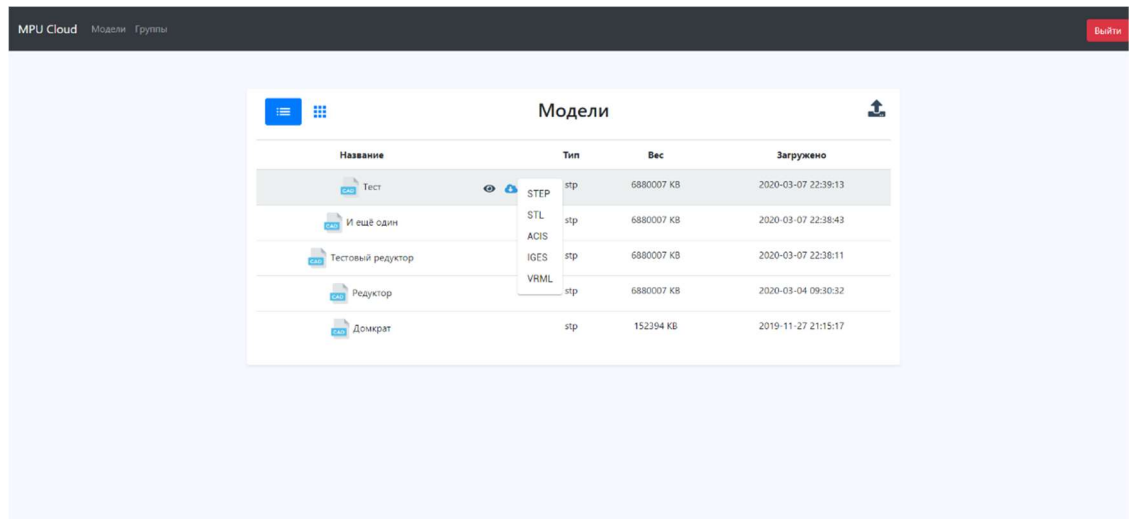 MPU Cloud Модели Группы Выйти
Модели
Название Тип Вес Загружено
CAD Тест stp 6880007 KB 2020-03-07 22:39:13
STEP
CAD И ещё один stp 6880007 KB 2020-03-07 22:38:43
STL
ACIS
CAD Тестовый редуктор stp 6880007 KB 2020-03-07 22:38:11
IGES
VRML
CAD Редуктор stp 6880007 KB 2020-03-04 09:30:32
CAD Домкрат stp 152394 KB 2019-11-27 21:15:17